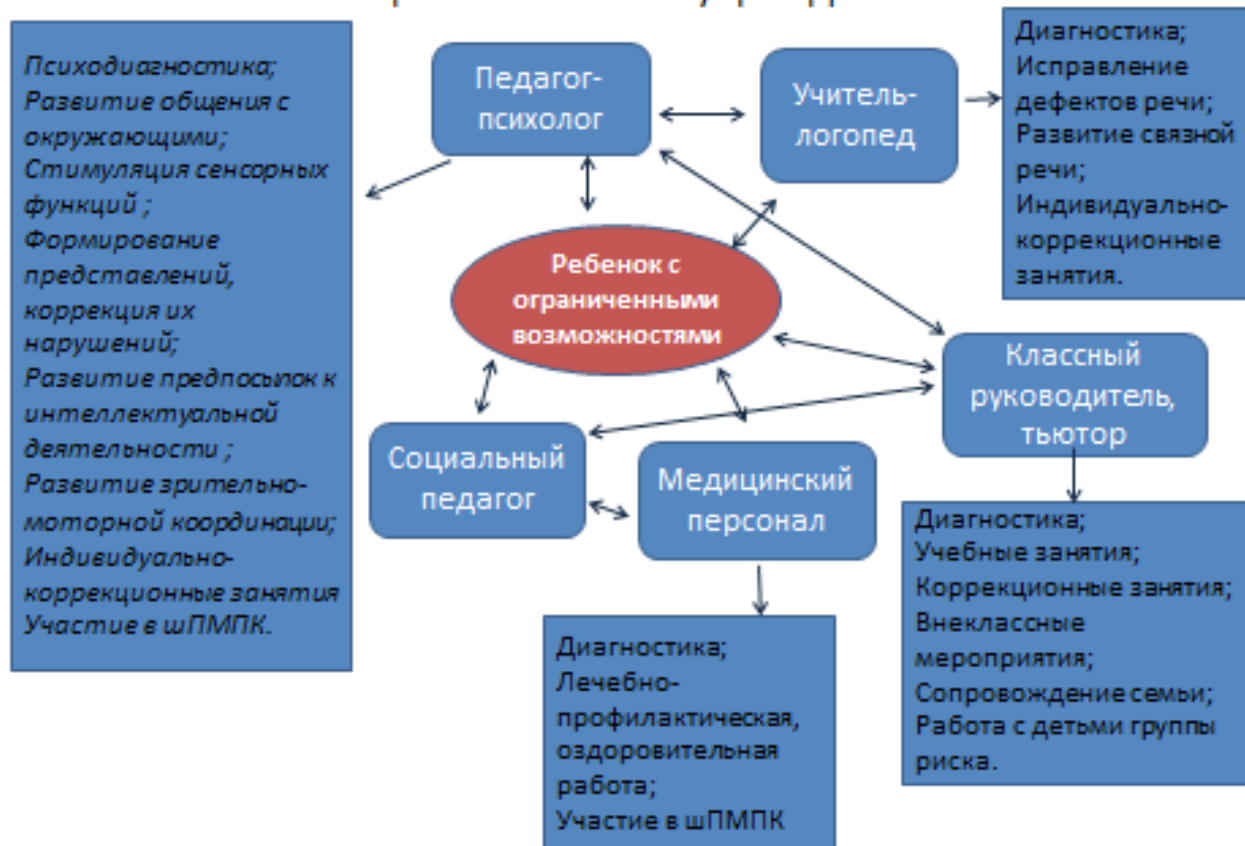 Психодиагностика;
Развитие общения с
окружающими;
Стимуляция сенсорных
функций ;
Формирование
представлений,
коррекция их
нарушений;
Развитие предпосылок к
интеллектуальной
деятельности ;
Развитие зрительно-
моторной координации;
Индивидуально-
коррекционные занятия
Участие в шПМПК.
Педагог-
психолог
Учитель-
логопед
Диагностика;
Исправление
дефектов речи;
Развитие связной
речи;
Индивидуально-
коррекционные
занятия.
Ребенок с
ограниченными
возможностями
Классный
руководитель,
тьютор
Социальный
педагог
Медицинский
персонал
Диагностика;
Учебные занятия;
Коррекционные занятия;
Внеклассные
мероприятия;
Сопровождение семьи;
Работа с детьми группы
риска.
Диагностика;
Лечебно-
профилактическая,
оздоровительная
работа;
Участие в шПМПК